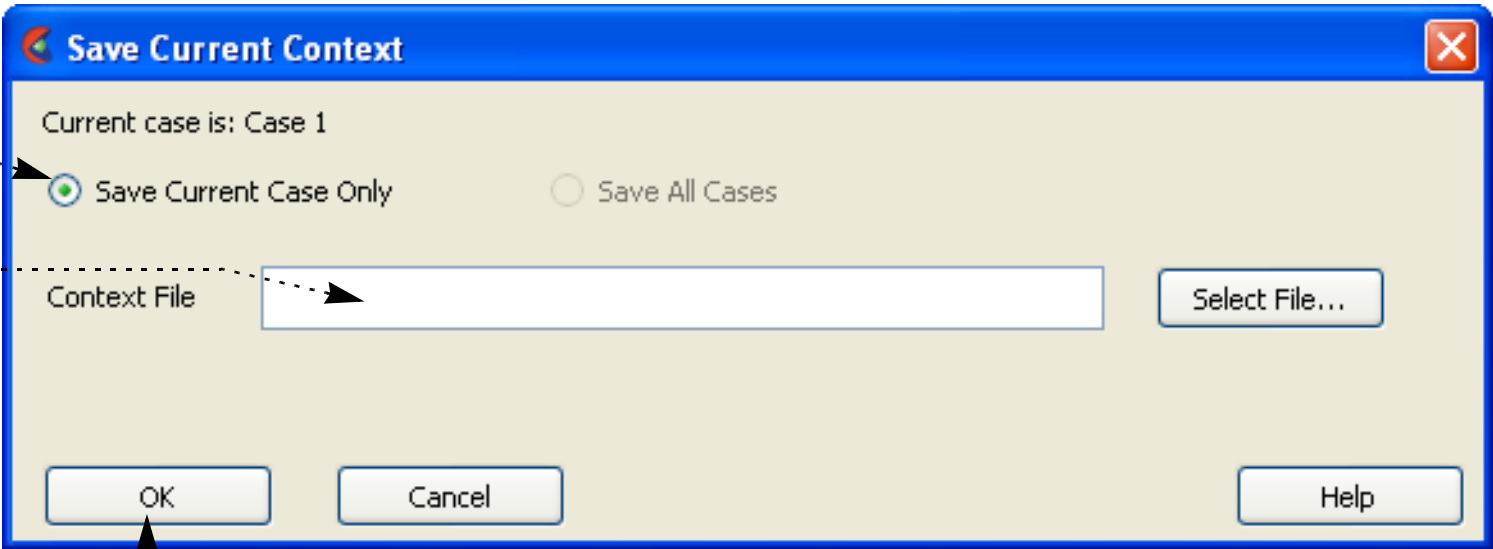 Save Current Context
Current case is: Case 1
Save Current Case Only Save All Cases
Context File Select File...
OK Cancel Help